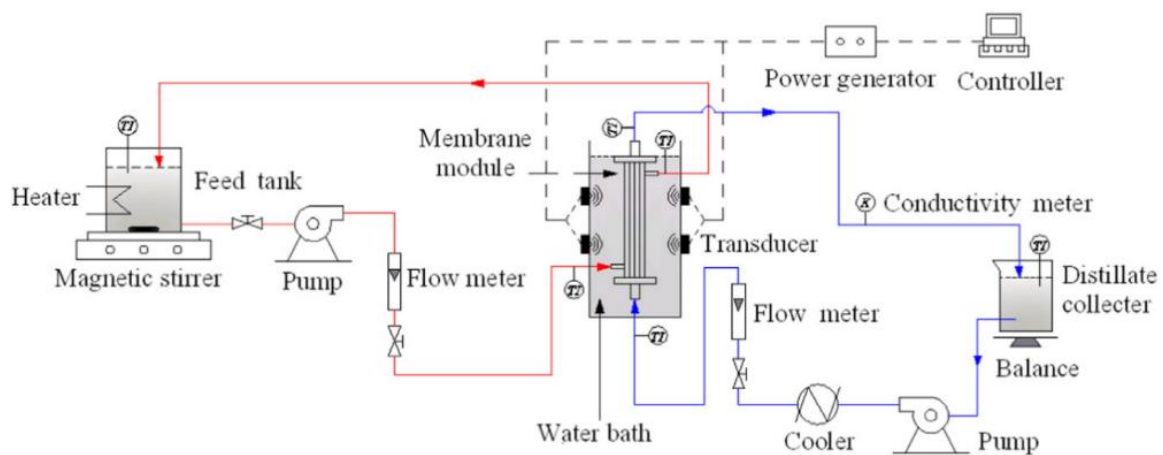 Power generator
Controller
TI
TI
TI
Membrane
module
Heater
Feed tank
K
Conductivity meter
Transducer
TI
Magnetic stirrer
Pump
Flow meter
TI
Flow meter
Distillate
collecter
TI
Balance
Water bath
Cooler
Pump